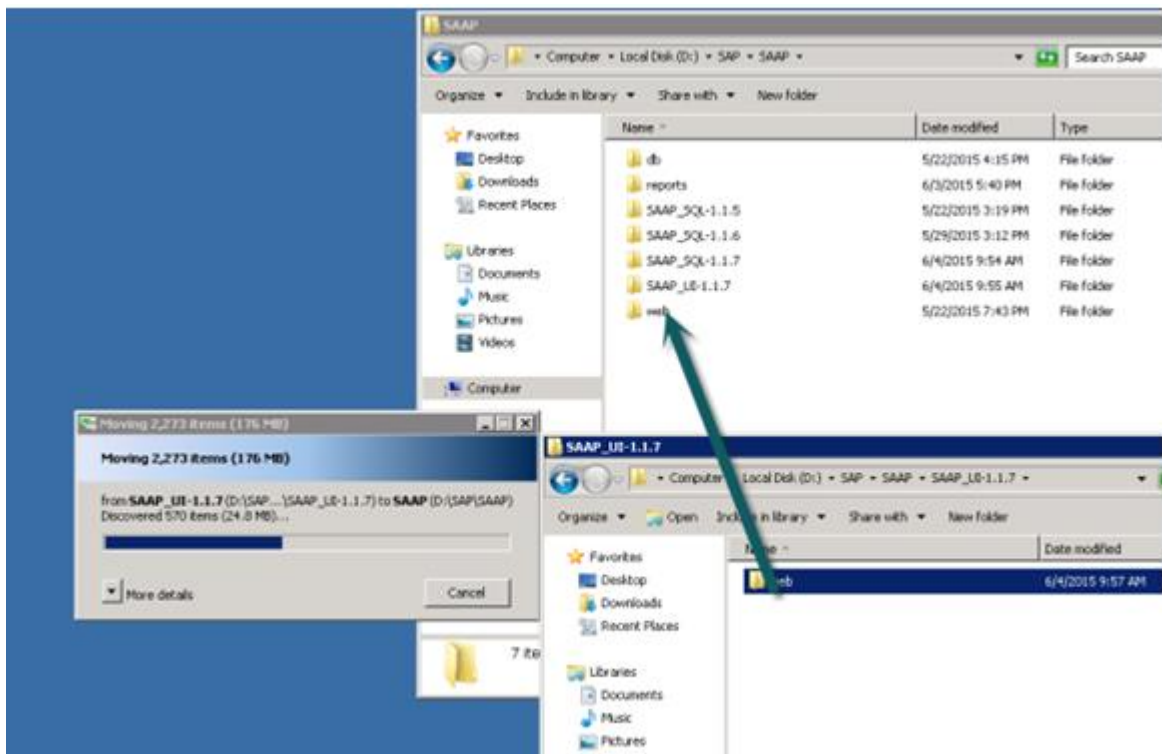 SAAP
Computer Local Disk (D:) SAP SAAP
Search SAAP
Organize Include in library Share with New folder
Favorites
Desktop
Downloads
Recent Places
Libraries
Documents
Music
Pictures
Videos
Computer
Name Date modified Type
db 5/22/2015 4:15 PM File folder
reports 6/3/2015 5:40 PM File folder
SAAP_SQL-1.1.5 5/22/2015 3:19 PM File folder
SAAP_SQL-1.1.6 5/29/2015 3:12 PM File folder
SAAP_SQL-1.1.7 6/4/2015 9:54 AM File folder
SAAP_UI-1.1.7 6/4/2015 9:55 AM File folder
web 5/22/2015 7:43 PM File folder
7 ite
Moving 2,273 items (176 MB)
Moving 2,273 items (176 MB)
from SAAP_UI-1.1.7 (D:\SAP...\SAAP_UI-1.1.7) to SAAP (D:\SAP\SAAP)
Discovered 570 items (24.8 MB)...
More details
Cancel
SAAP_UI-1.1.7
Computer Local Disk (D:) SAP SAAP SAAP_UI-1.1.7
Organize Open Include in library Share with New folder
Favorites
Desktop
Downloads
Recent Places
Libraries
Documents
Music
Pictures
Name Date modified
web 6/4/2015 9:57 AM